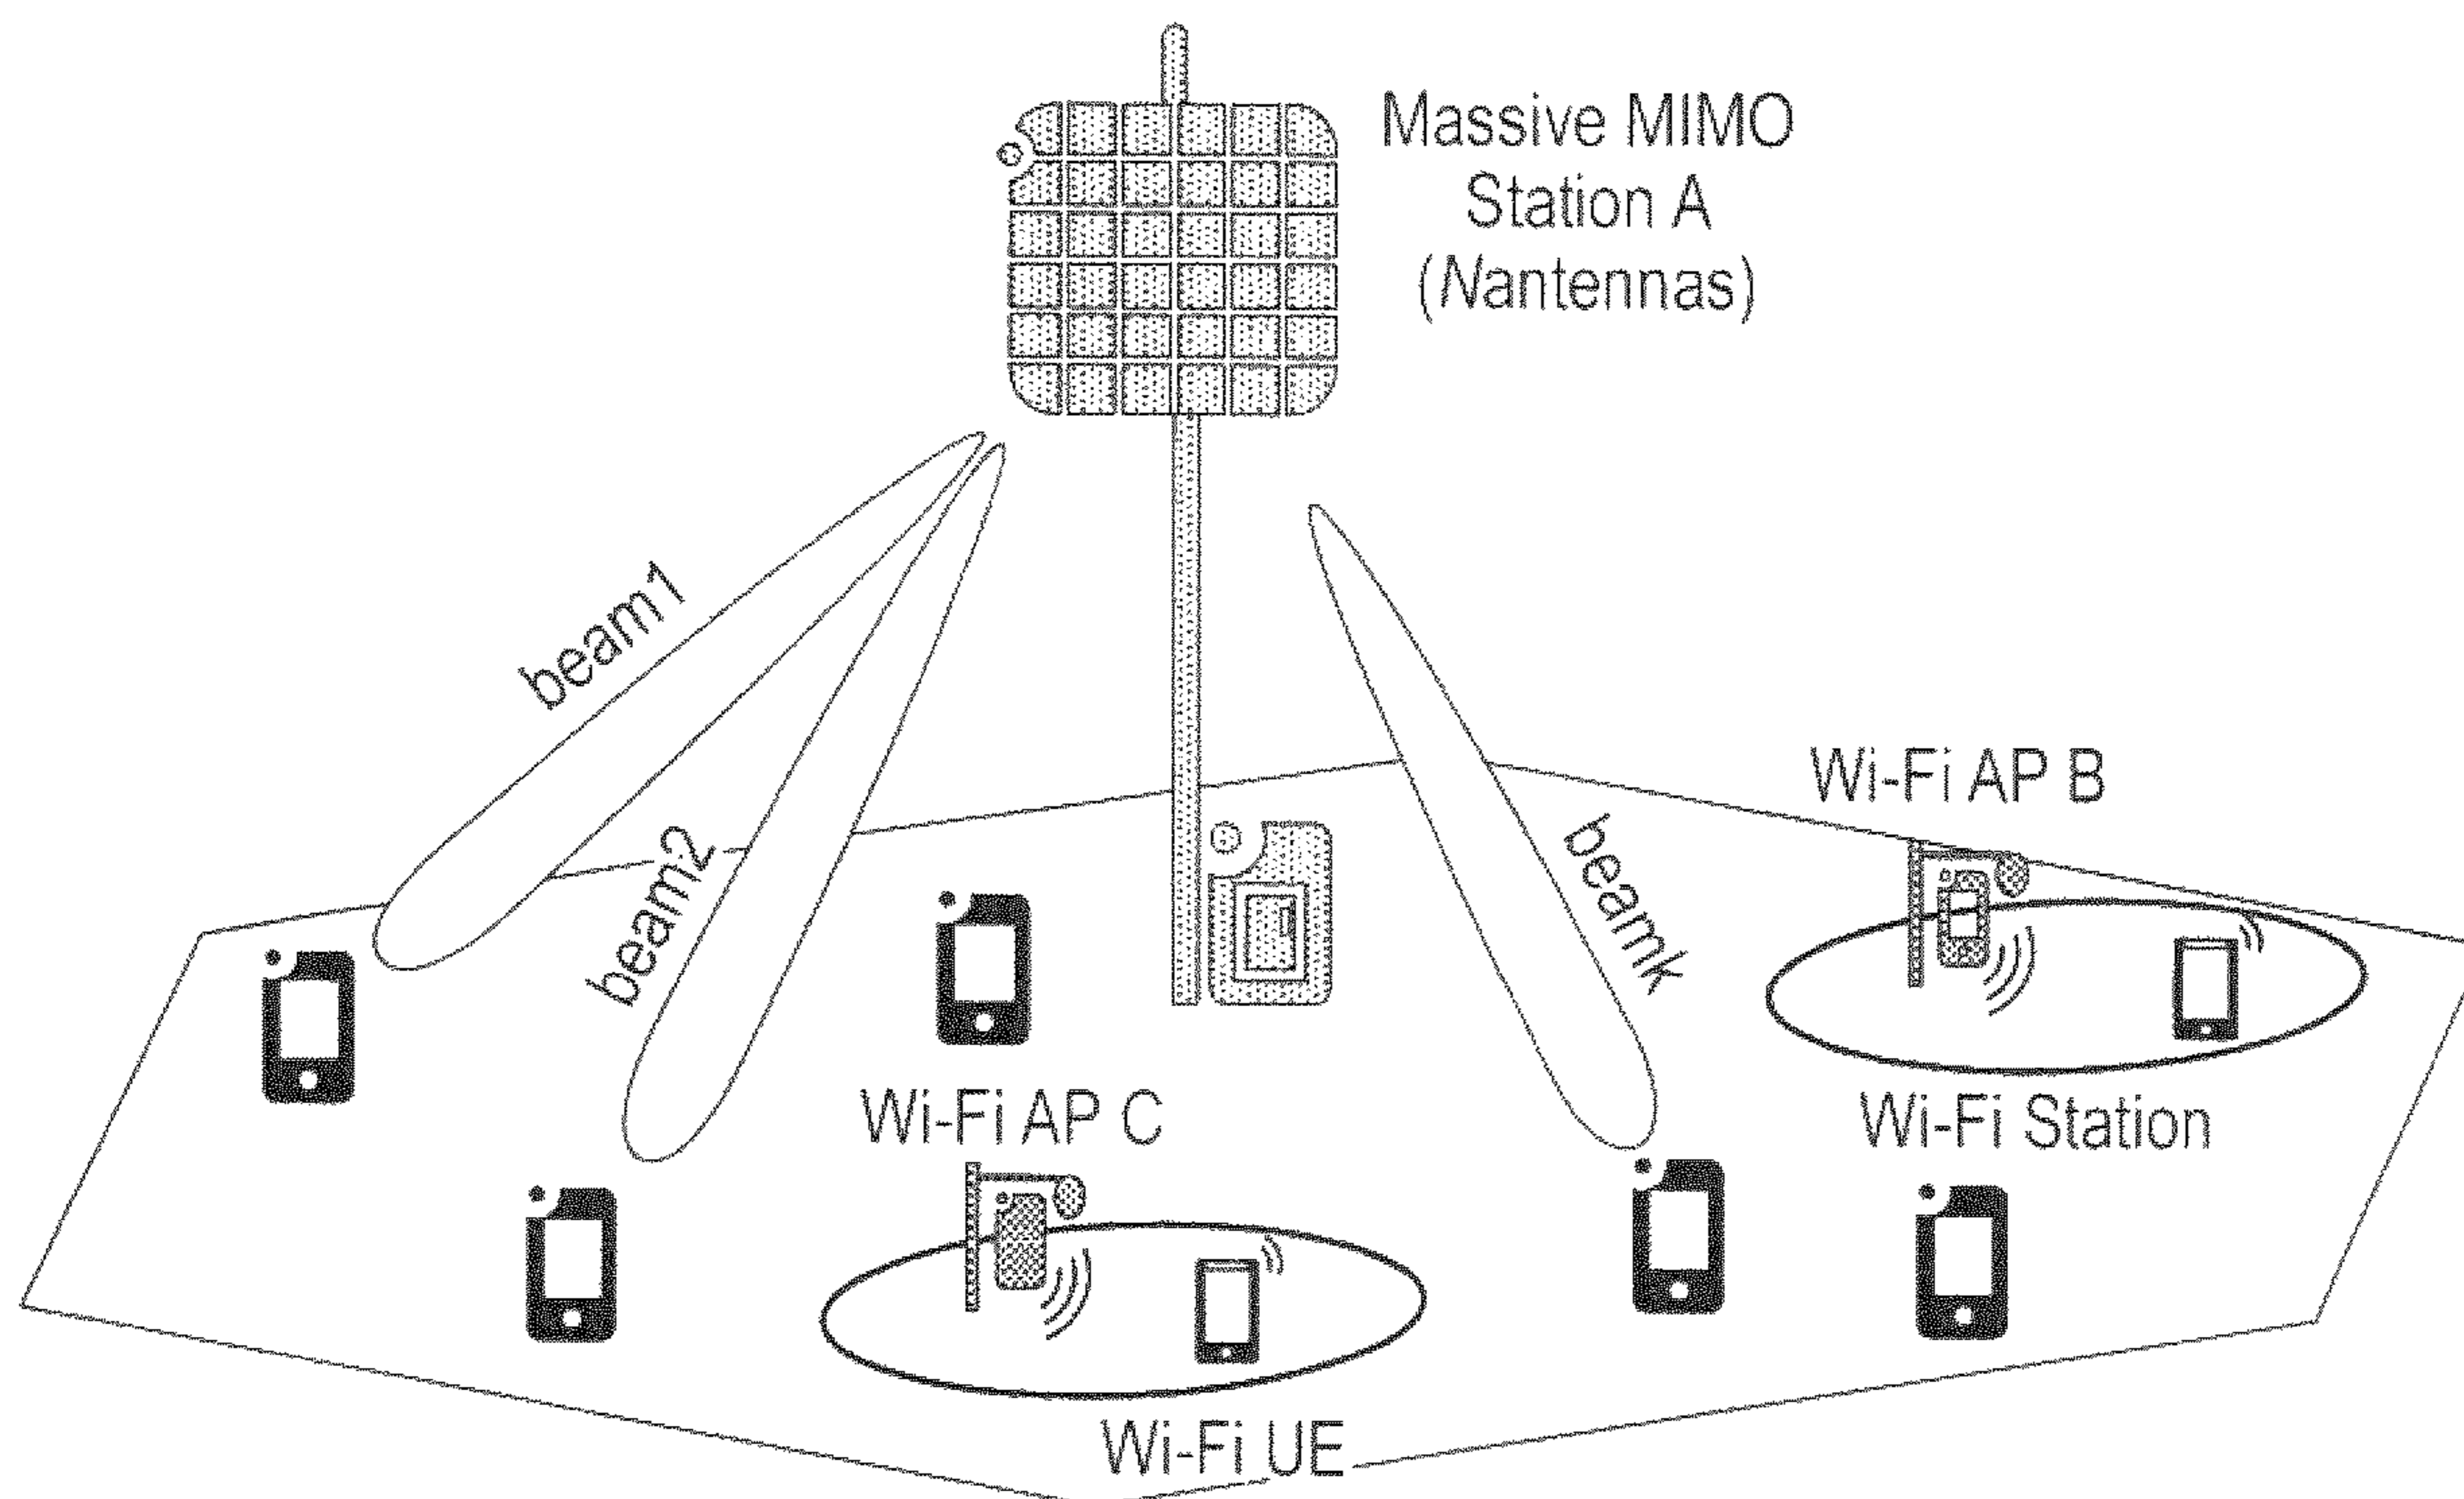 Massive MIMO
Station A
(Nantennas)
beam1
beam2
beamk
Wi-Fi AP B
Wi-Fi AP C
Wi-Fi Station
Wi-Fi UE